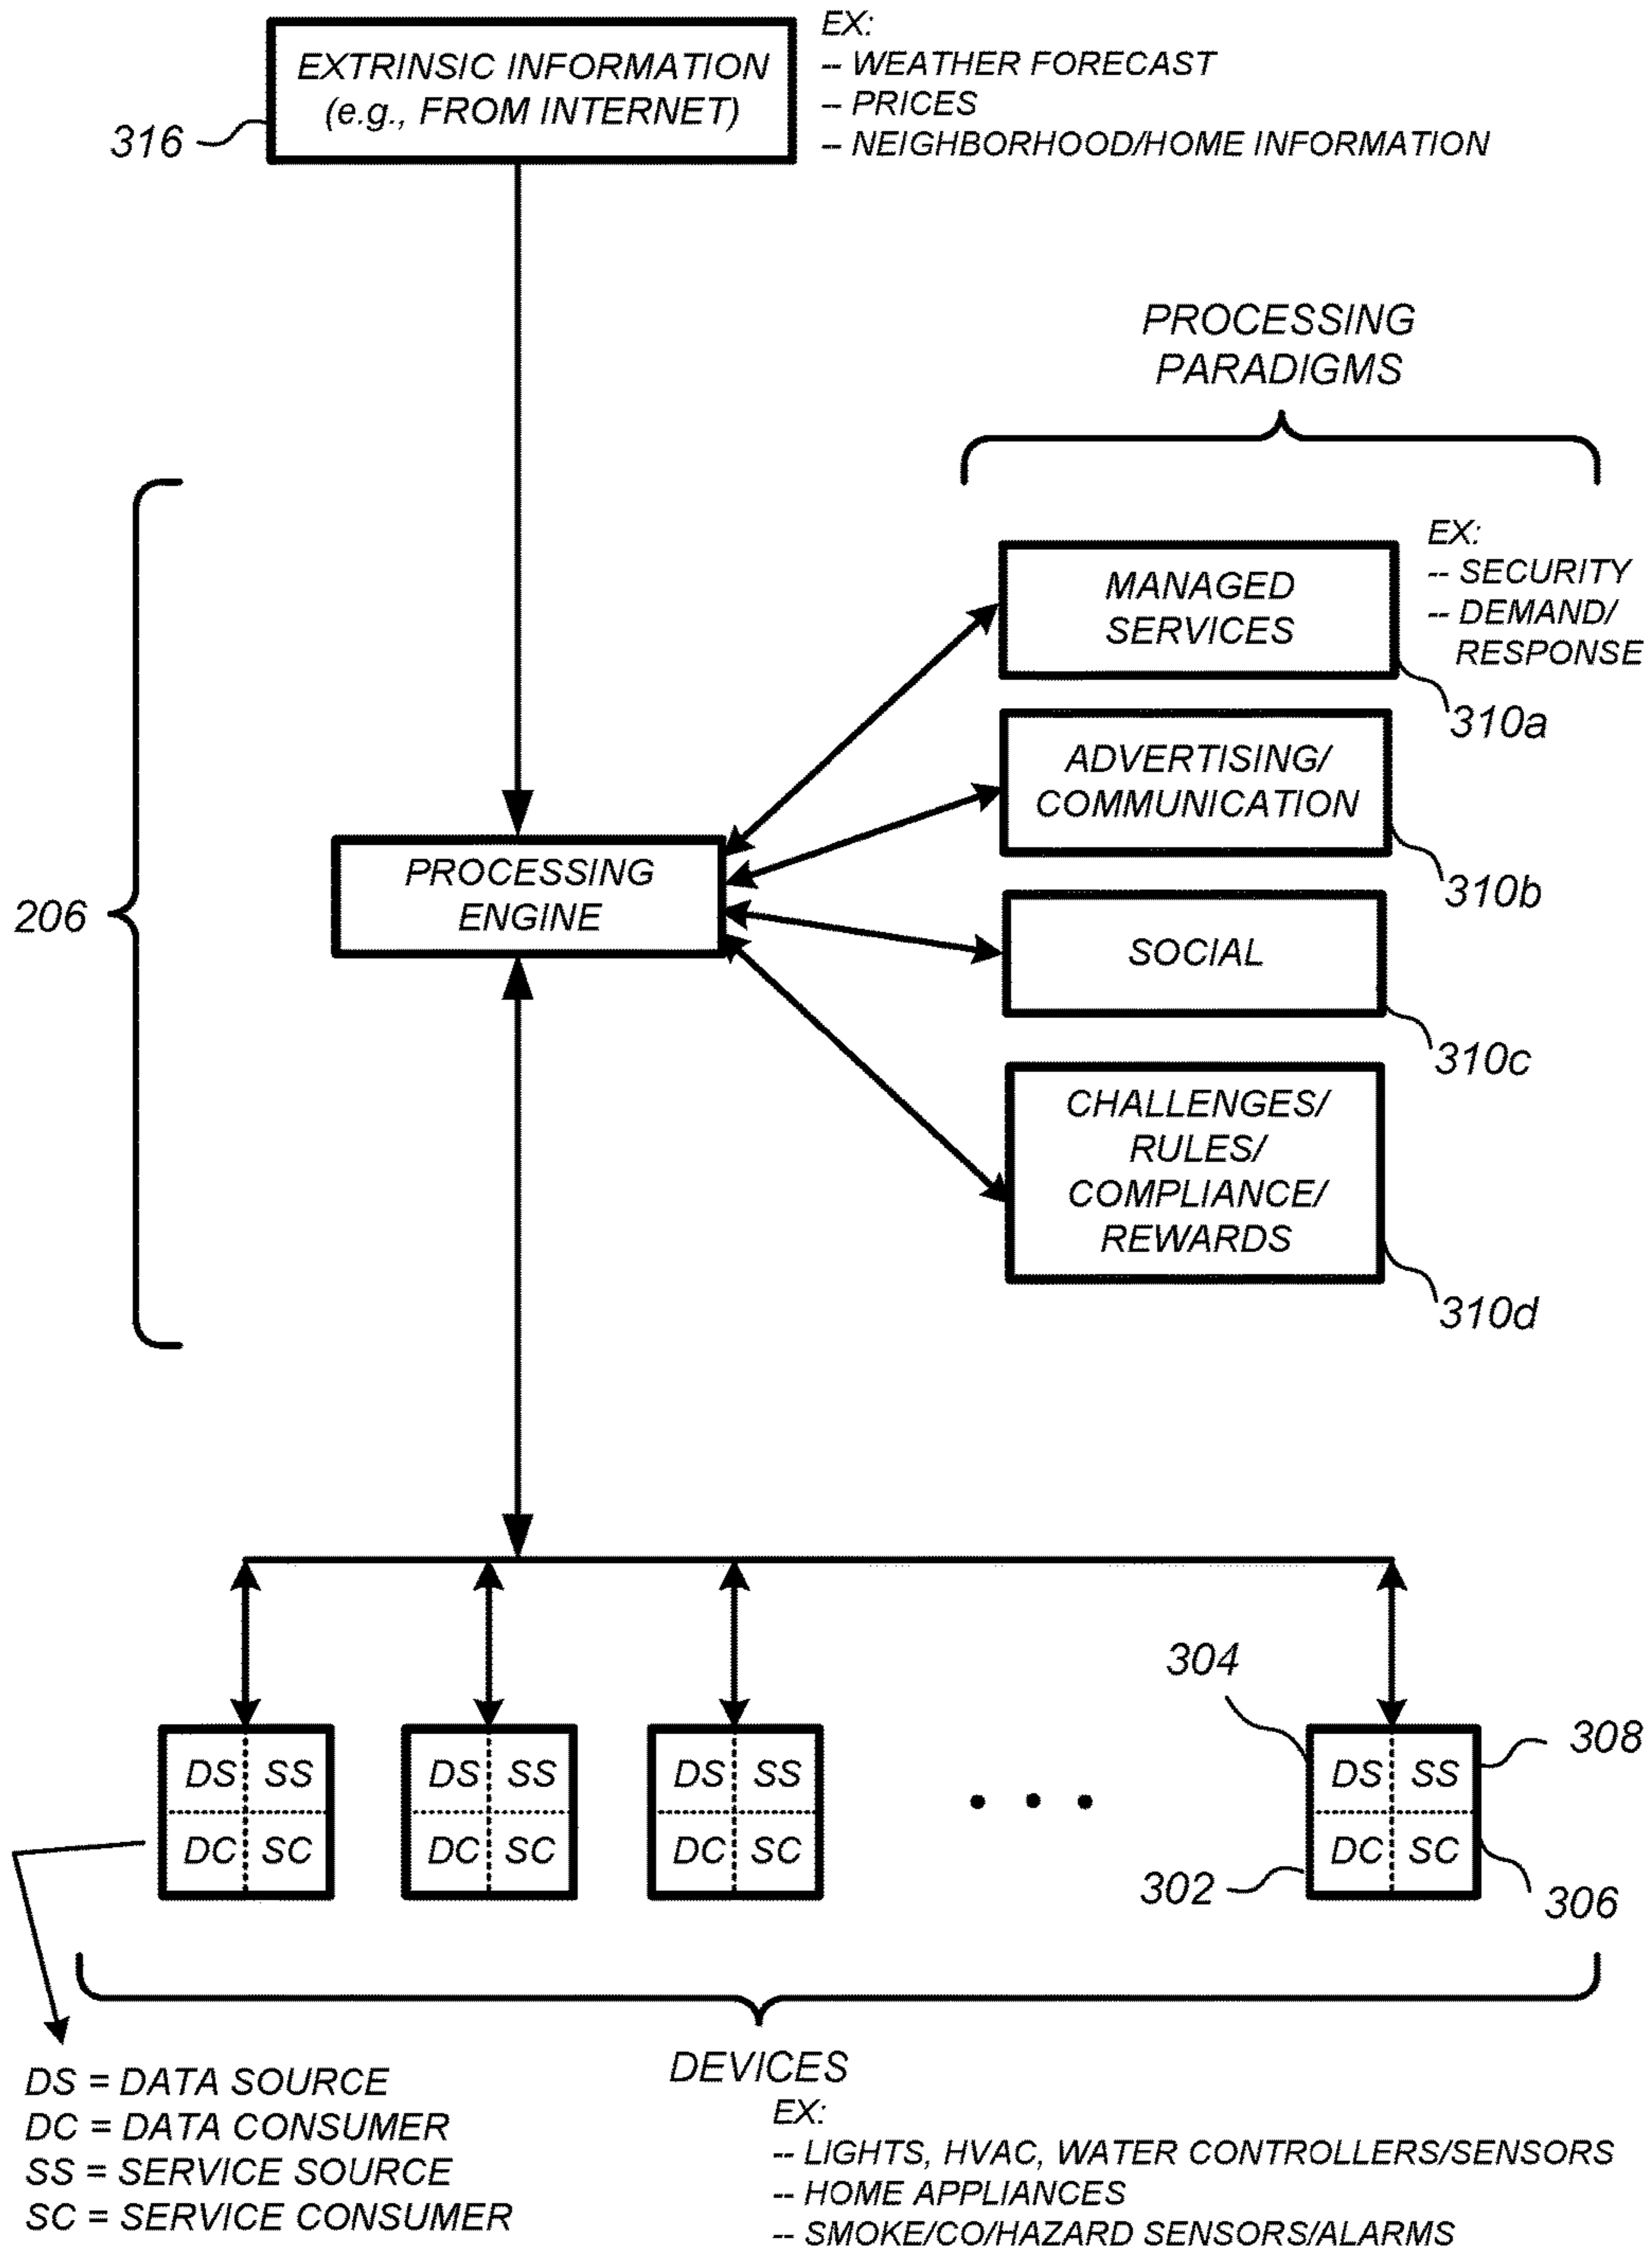 EXTRINSIC INFORMATION
(e.g., FROM INTERNET)
316
EX:
-- WEATHER FORECAST
-- PRICES
-- NEIGHBORHOOD/HOME INFORMATION
PROCESSING
PARADIGMS
206
PROCESSING
ENGINE
MANAGED
SERVICES
EX:
-- SECURITY
-- DEMAND/
RESPONSE
310a
ADVERTISING/
COMMUNICATION
310b
SOCIAL
310c
CHALLENGES/
RULES/
COMPLIANCE/
REWARDS
310d
DS SS
DC SC
DS SS
DC SC
DS SS
DC SC
. . .
304
308
DS SS
DC SC
302
306
DS = DATA SOURCE
DC = DATA CONSUMER
SS = SERVICE SOURCE
SC = SERVICE CONSUMER
DEVICES
EX:
-- LIGHTS, HVAC, WATER CONTROLLERS/SENSORS
-- HOME APPLIANCES
-- SMOKE/CO/HAZARD SENSORS/ALARMS